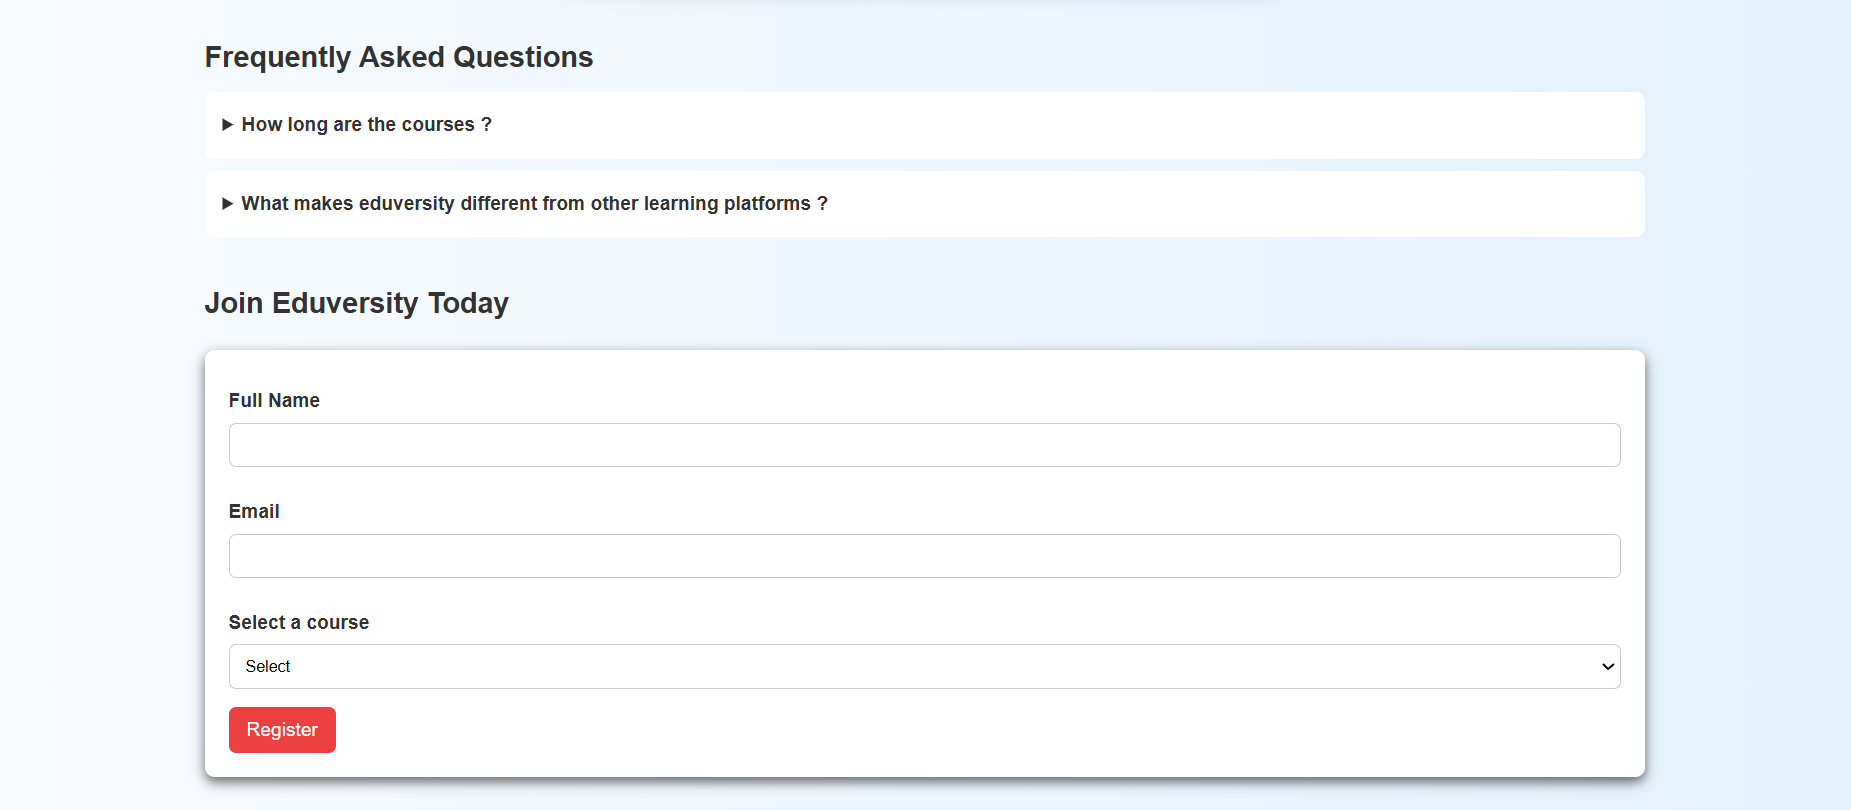 Frequently Asked Questions
How long are the courses ?
What makes eduversity different from other learning platforms ?
Join Eduversity Today
Full Name
Email
Select a course
Select
Register